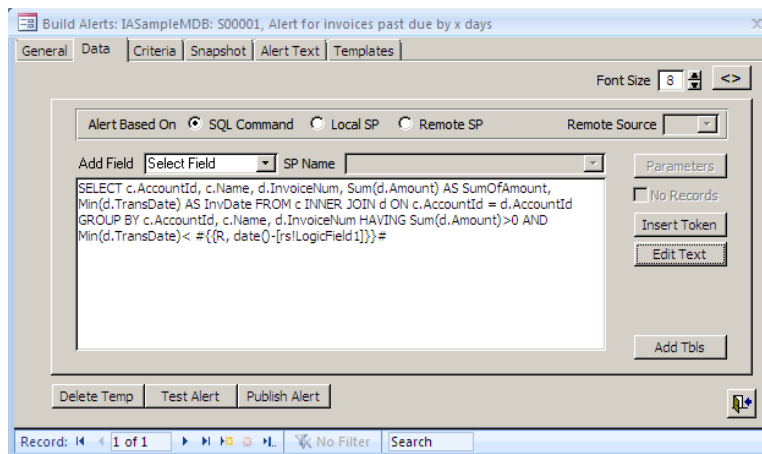 Build Alerts: IASampleMDB: S00001, Alert for invoices past due by x days
General Data Criteria Snapshot Alert Text Templates
Font Size 8 <>
Alert Based On SQL Command Local SP Remote SP Remote Source
Add Field Select Field SP Name Parameters
SELECT c.AccountId, c.Name, d.InvoiceNum, Sum(d.Amount) AS SumOfAmount,
Min(d.TransDate) AS InvDate FROM c INNER JOIN d ON c.AccountId = d.AccountId
GROUP BY c.AccountId, c.Name, d.InvoiceNum HAVING Sum(d.Amount)>0 AND
Min(d.TransDate)< #{{R, date()-[rs!LogicField1]}}#
No Records
Insert Token
Edit Text
Add Tbls
Delete Temp Test Alert Publish Alert
Record: 1 of 1 No Filter Search